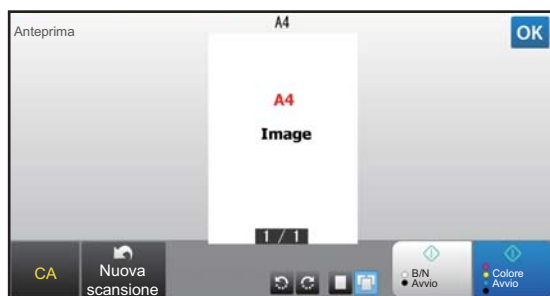 Anteprima
A4
OK
A4
Image
1 / 1
CA
Nuova
scansione
B/N
Avvio
Colore
Avvio